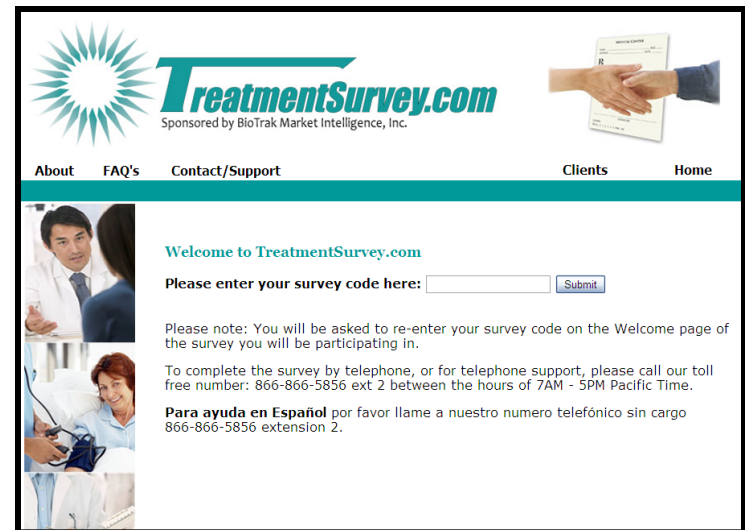 TreatmentSurvey.com
Sponsored by BioTrak Market Intelligence, Inc.
About FAQ's Contact/Support Clients Home
Welcome to TreatmentSurvey.com
Please enter your survey code here: Submit
Please note: You will be asked to re-enter your survey code on the Welcome page of
the survey you will be participating in.
To complete the survey by telephone, or for telephone support, please call our toll
free number: 866-866-5856 ext 2 between the hours of 7AM - 5PM Pacific Time.
Para ayuda en Español por favor llame a nuestro numero telefónico sin cargo
866-866-5856 extension 2.